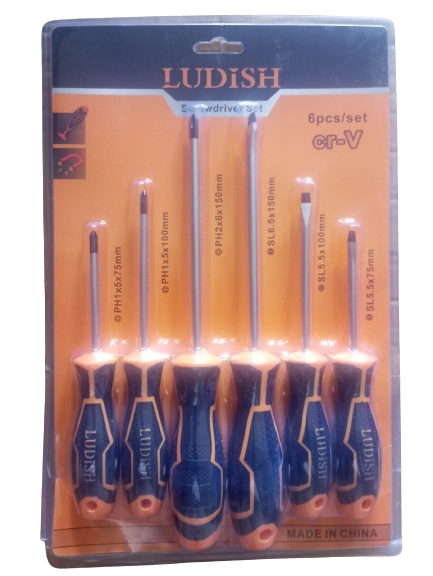 LUDiSH
Screwdriver Set
6pcs/set
cr-V
PH1x5x75mm
PH1x5x100mm
PH2x6x150mm
SL6.5x150mm
SL5.5x100mm
SL5.5x75mm
LUDiSH
LUDiSH
LUDiSH
LUDiSH
MADE IN CHINA